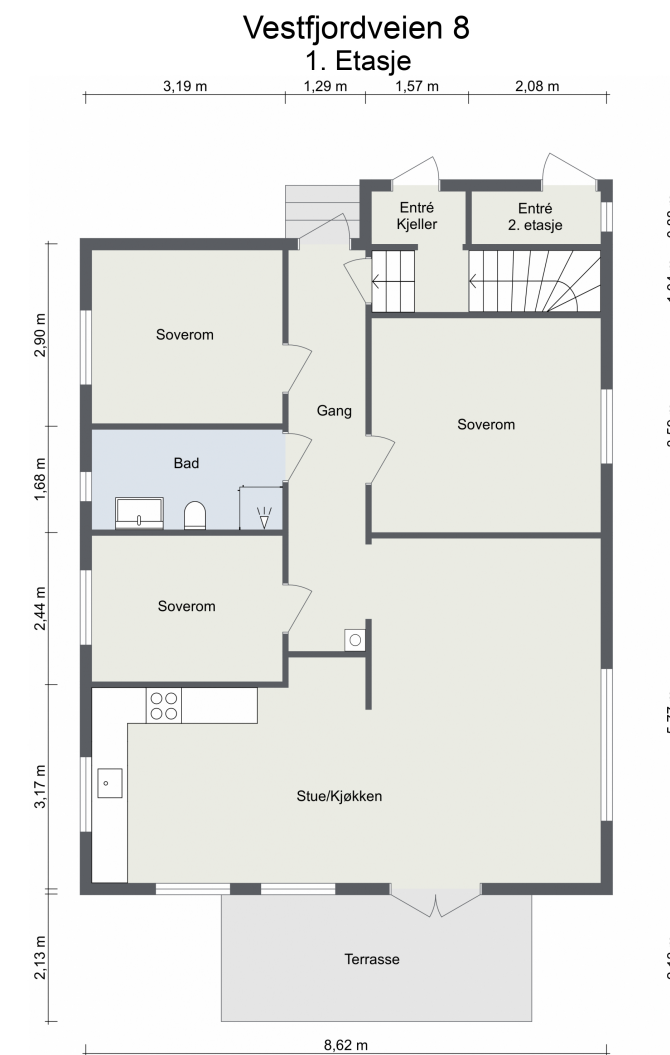 Vestfjordveien 8
1. Etasje
3,19 m
1,29 m
1,57 m
2,08 m
Entré
Kjeller
Entré
2. etasje
2,90 m
Soverom
Gang
Soverom
Bad
1,68 m
2,44 m
Soverom
3,17 m
Stue/Kjøkken
2,13 m
Terrasse
8,62 m